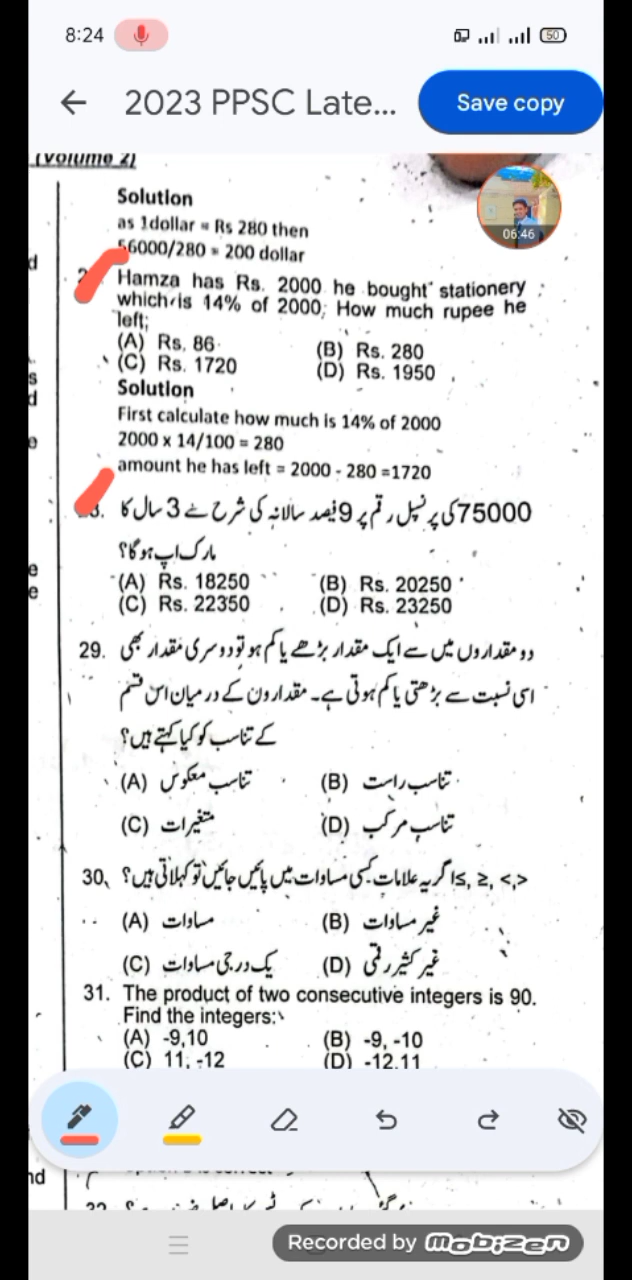 8:24
50
2023 PPSC Late...
Save copy
(Volume 2)
06:46
Solution
as 1dollar = Rs 280 then
56000/280 = 200 dollar
Hamza has Rs. 2000 he bought stationery
which is 14% of 2000; How much rupee he
left;
(A) Rs. 86
(B) Rs. 280
(C) Rs. 1720
(D) Rs. 1950
Solution
First calculate how much is 14% of 2000
2000 x 14/100 = 280
amount he has left = 2000 - 280 =1720
75000 کی پرنسپل رقم پر 9 فیصد سالانہ کی شرح سے 3 سال کا
مارک اپ ہو گا؟
(A) Rs. 18250
(B) Rs. 20250
(C) Rs. 22350
(D) Rs. 23250
29. دو مقداروں میں سے ایک مقدار بڑھے یا کم ہو تو دوسری مقدار بھی
اسی نسبت سے بڑھتی یا کم ہوتی ہے۔ مقداروں کے درمیان اس قسم
کے تناسب کو کیا کہتے ہیں؟
(A) تناسب معکوس
(B) تناسب راست
(C) متغیرات
(D) تناسب مرکب
30. <,> ,≤, ≥ اگر یہ علامات کسی مساوات میں پائیں جائیں تو کہلاتی ہیں؟
(A) مساوات
(B) غیر مساوات
(C) یک درجی مساوات
(D) غیر کثیر رقمی
31. The product of two consecutive integers is 90.
Find the integers:
(A) -9,10
(B) -9, -10
(C) 11, -12
(D) -12,11
nd
Recorded by Mobizen